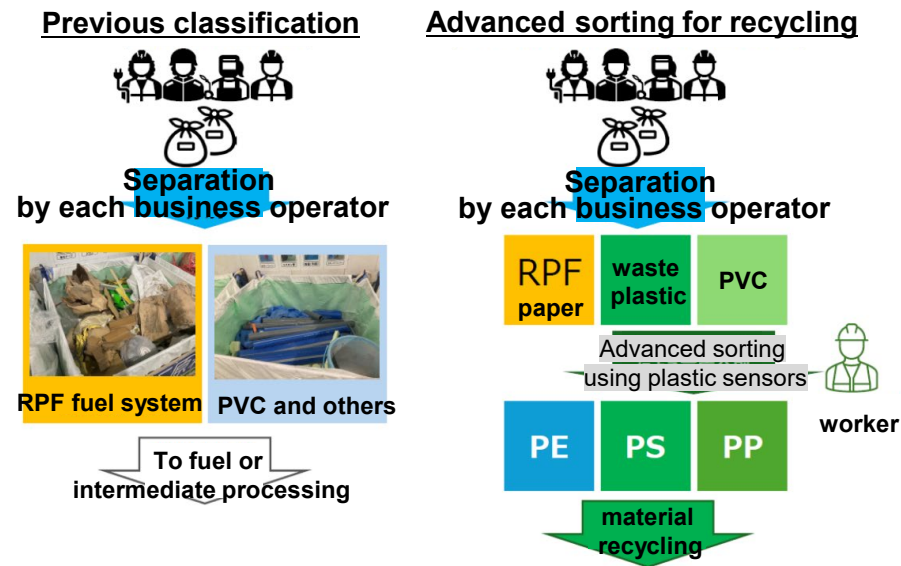 Previous classification
Separation
by each business operator
RPF fuel system
PVC and others
To fuel or
intermediate processing
Advanced sorting for recycling
Separation
by each business operator
RPF
paper
waste
plastic
PVC
Advanced sorting
using plastic sensors
worker
PE
PS
PP
material
recycling